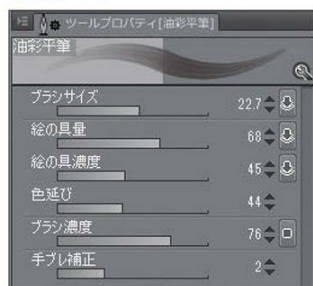 ツールプロパティ[油彩平筆]
油彩平筆
ブラシサイズ 22.7
絵の具量 68
絵の具濃度 45
色延び 44
ブラシ濃度 76
手ブレ補正 2